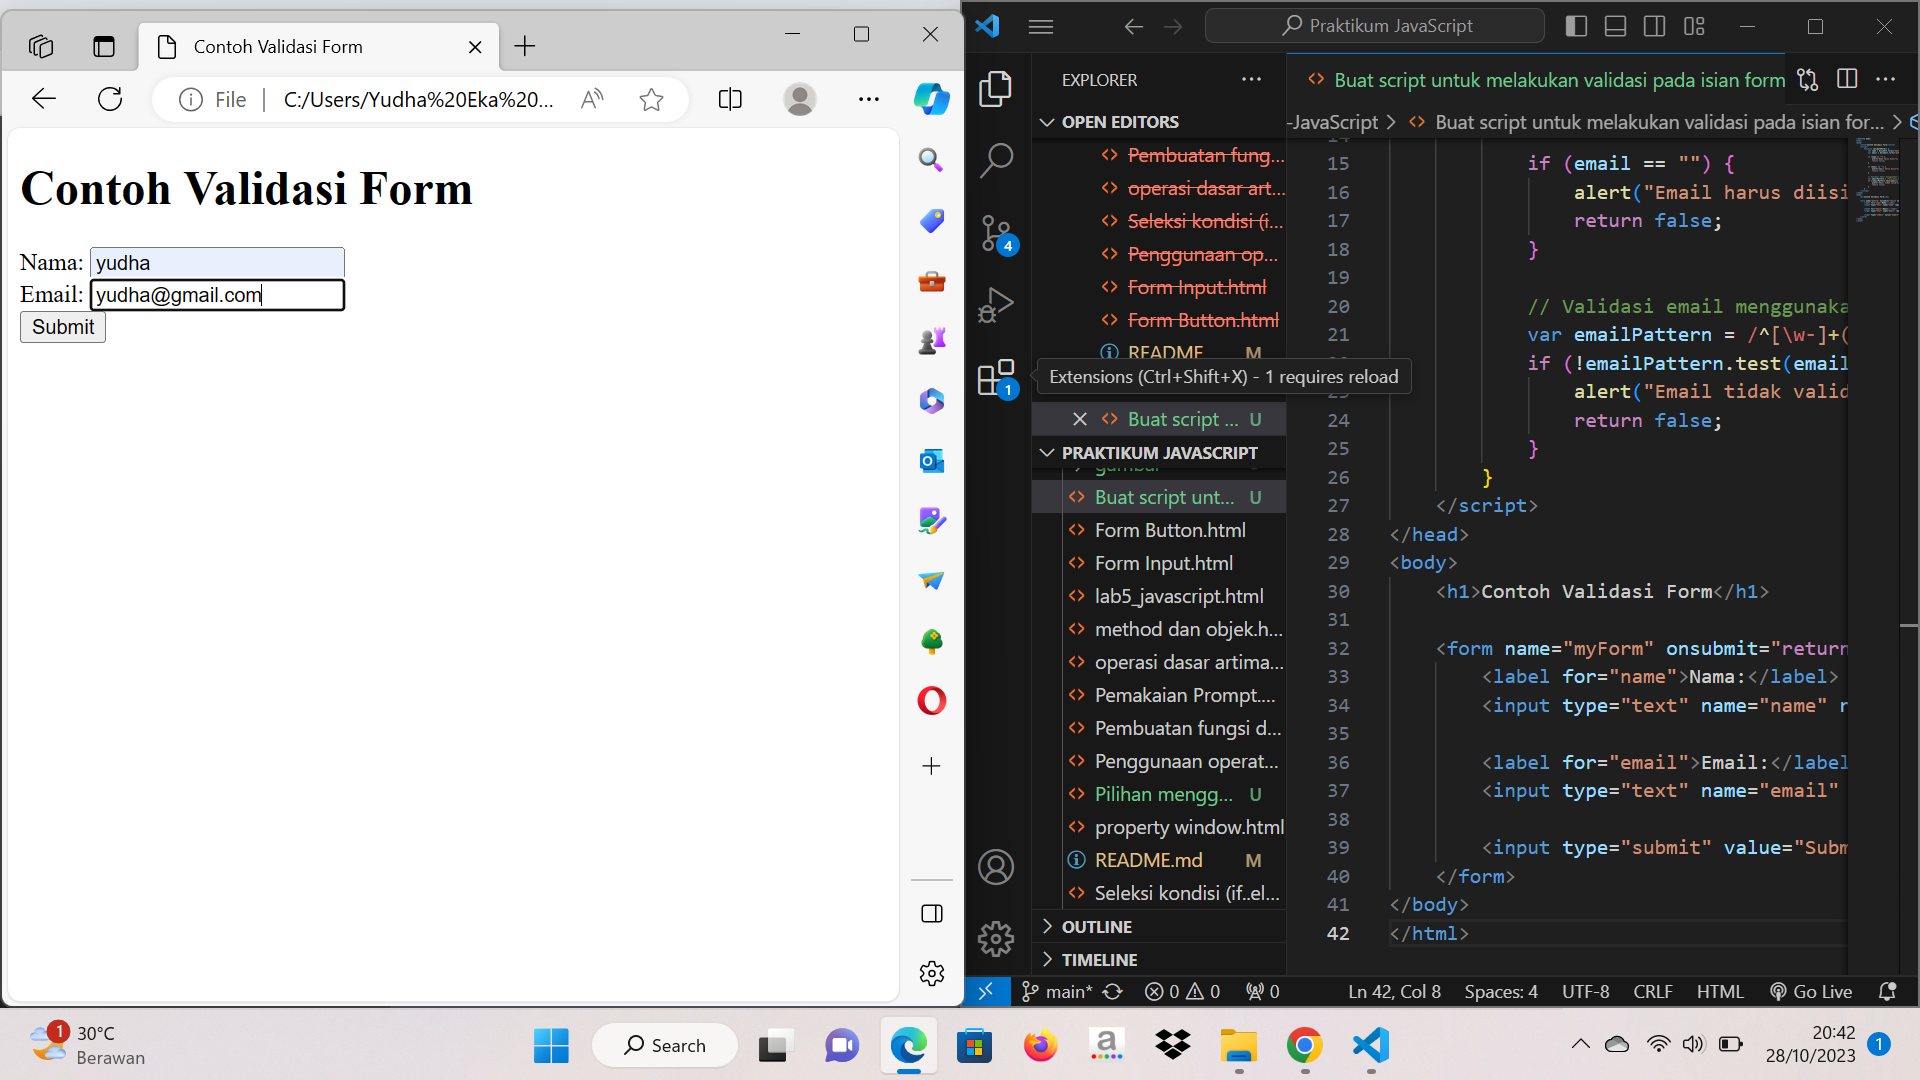 Contoh Validasi Form
File
C:/Users/Yudha%20Eka%20...
Contoh Validasi Form
Nama: yudha
Email: yudha@gmail.com
Submit
Praktikum JavaScript
EXPLORER
OPEN EDITORS
Pembuatan fung...
operasi dasar art...
Seleksi kondisi (i...
Penggunaan op...
Form Input.html
Form Button.html
README M
4
Extensions (Ctrl+Shift+X) - 1 requires reload
1
Buat script ... U
PRAKTIKUM JAVASCRIPT
gambar
Buat script unt... U
Form Button.html
Form Input.html
lab5_javascript.html
method dan objek.h...
operasi dasar artima...
Pemakaian Prompt....
Pembuatan fungsi d...
Penggunaan operat...
Pilihan mengg... U
property window.html
README.md M
Seleksi kondisi (if..el...
OUTLINE
TIMELINE
Buat script untuk melakukan validasi pada isian form
-JavaScript > Buat script untuk melakukan validasi pada isian for... >
15 if (email == "") {
16 alert("Email harus diisi
17 return false;
18 }
19
20 // Validasi email mengguna­ka
21 var emailPattern = /^[\w-]+(
if (!emailPattern.test(email
alert("Email tidak valid
24 return false;
25 }
26 }
27 </script>
28 </head>
29 <body>
30 <h1>Contoh Validasi Form</h1>
31
32 <form name="myForm" onsubmit="return
33 <label for="name">Nama:</label>
34 <input type="text" name="name" r
35
36 <label for="email">Email:</label
37 <input type="text" name="email"
38
39 <input type="submit" value="Subm
40 </form>
41 </body>
42 </html>
main* 0 0 0
Ln 42, Col 8 Spaces: 4 UTF-8 CRLF HTML Go Live
1 30°C
Berawan
Search
20:42
28/10/2023
1